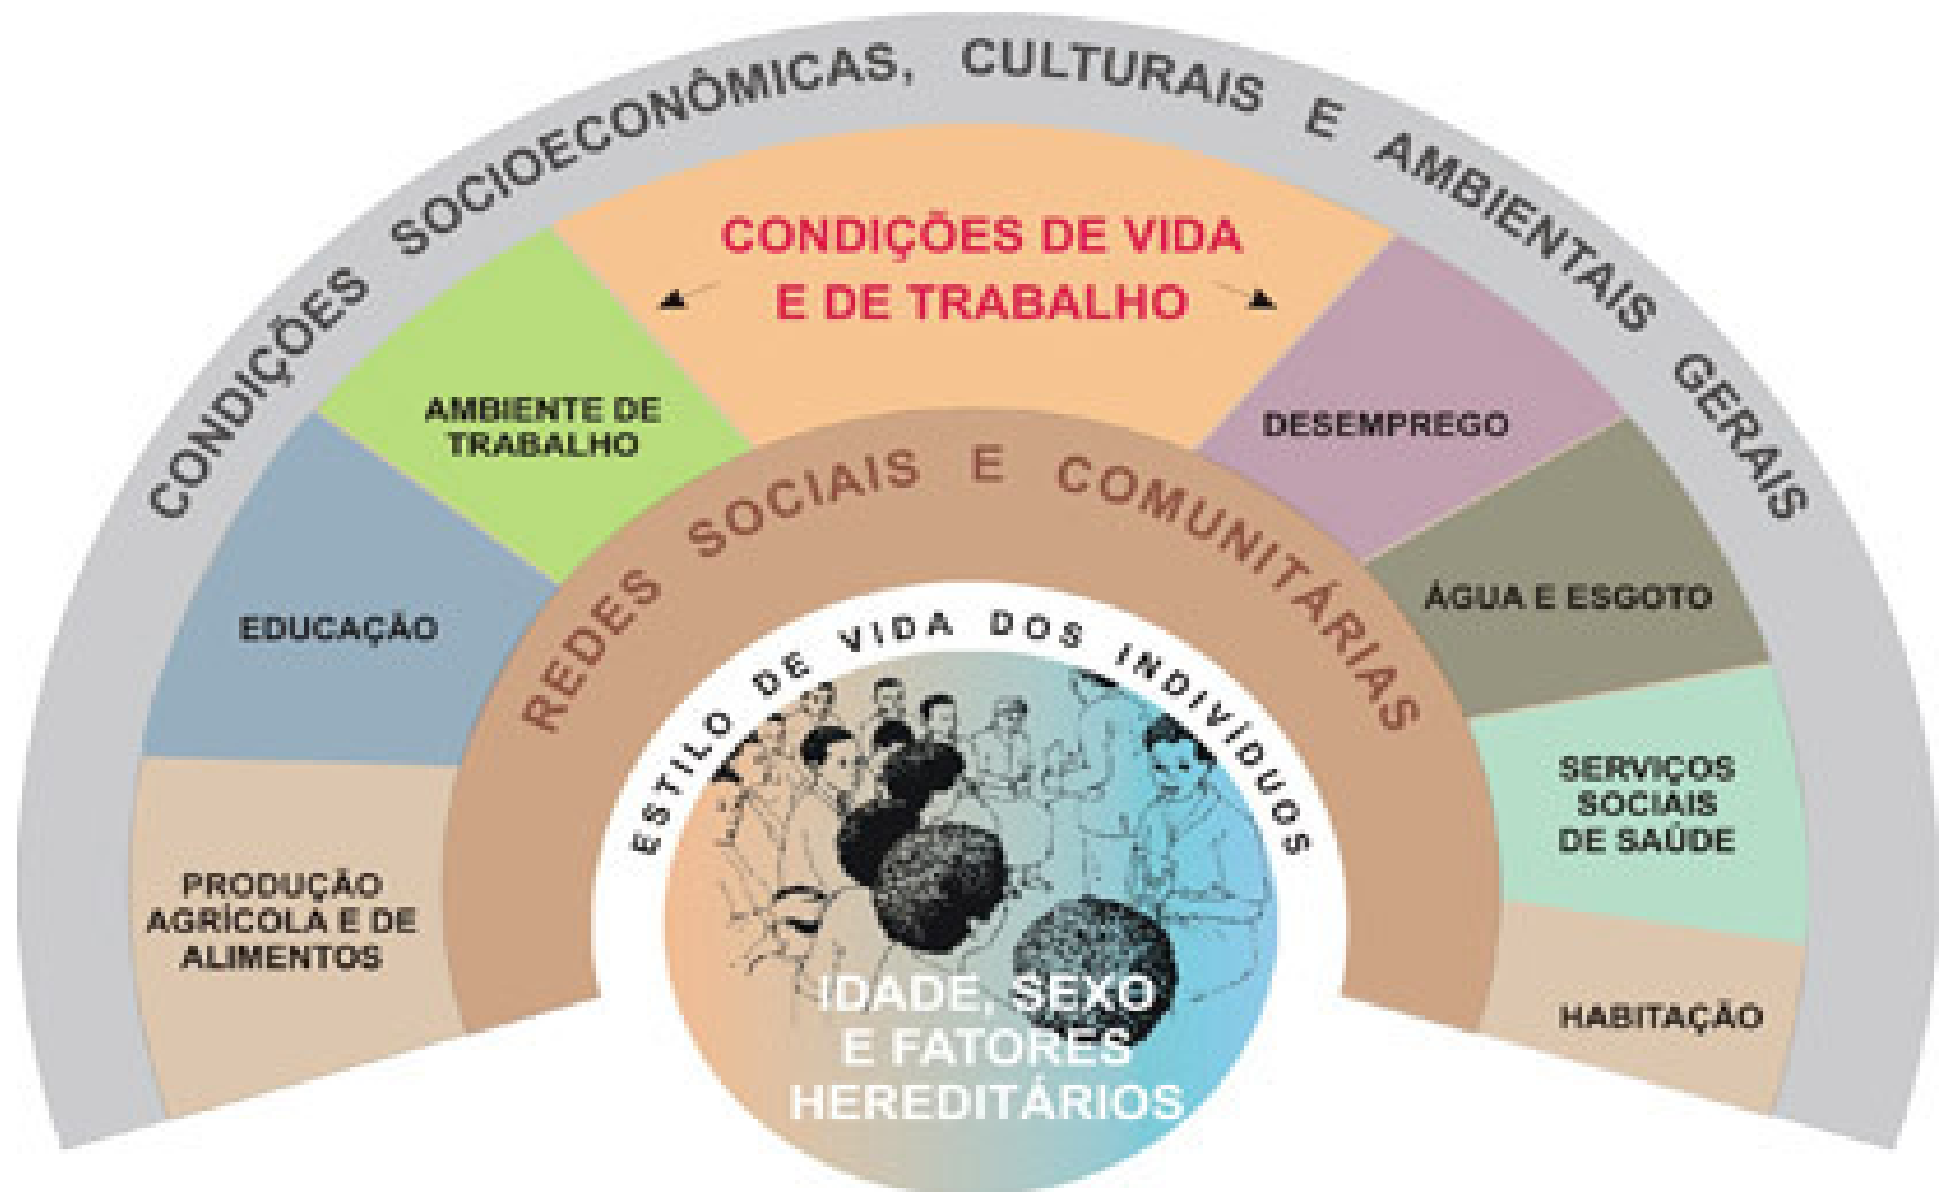 CONDIÇÕES SOCIOECONÔMICAS, CULTURAIS E AMBIENTAIS GERAIS
CONDIÇÕES DE VIDA
E DE TRABALHO
AMBIENTE DE
TRABALHO
DESEMPREGO
EDUCAÇÃO
ÁGUA E ESGOTO
PRODUÇÃO
AGRÍCOLA E DE
ALIMENTOS
SERVIÇOS
SOCIAIS
DE SAÚDE
HABITAÇÃO
REDES SOCIAIS E COMUNITÁRIAS
ESTILO DE VIDA DOS INDIVÍDUOS
IDADE, SEXO
E FATORES
HEREDITÁRIOS